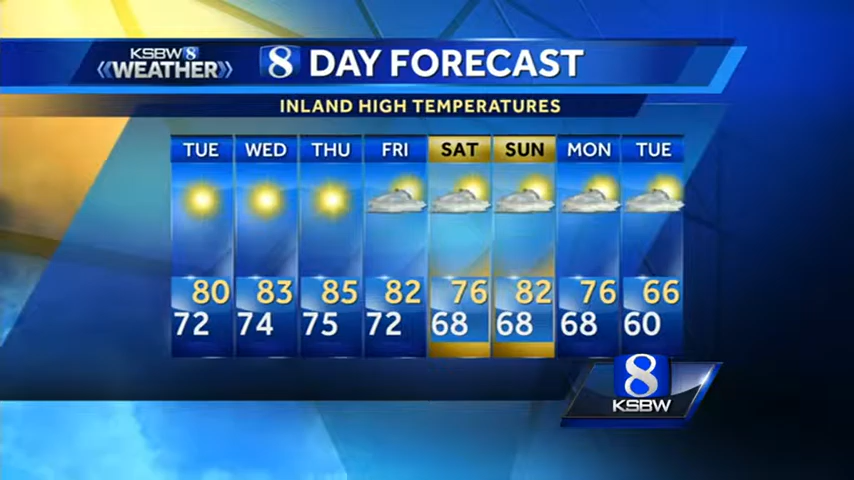 KSBW 8
WEATHER
8 DAY FORECAST
INLAND HIGH TEMPERATURES
TUE WED THU FRI SAT SUN MON TUE
80 83 85 82 76 82 76 66
72 74 75 72 68 68 68 60
8
KSBW